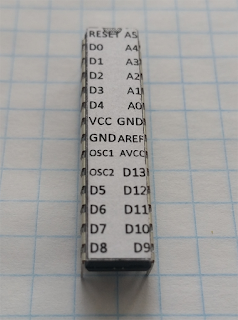 RESET A5
D0 A4
D1 A3
D2 A2
D3 A1
D4 A0
VCC GND
GND AREF
OSC1 AVCC
OSC2 D13
D5 D12
D6 D11
D7 D10
D8 D9